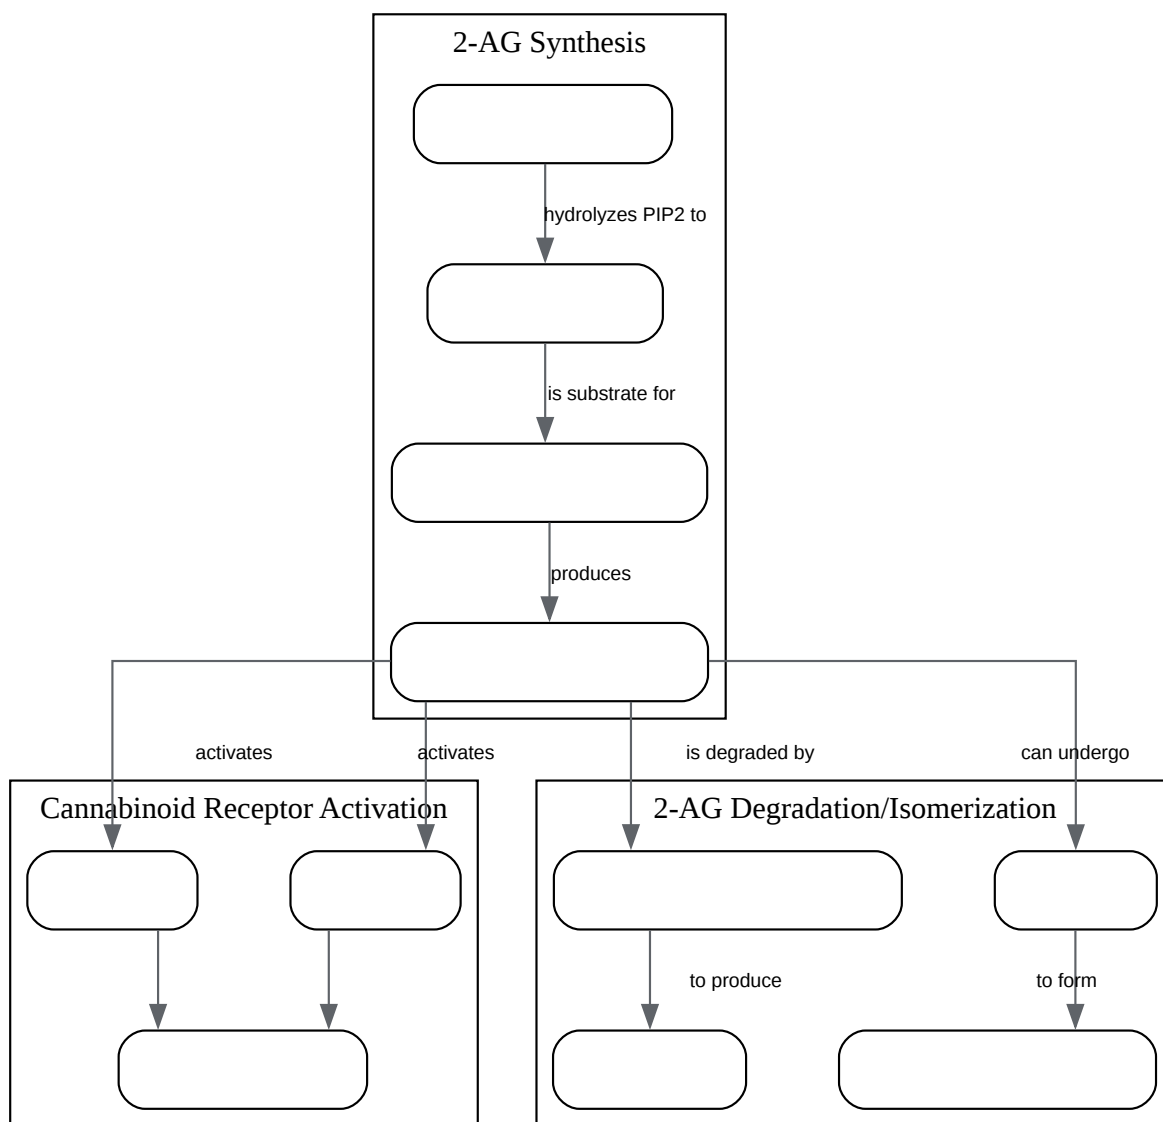 2-AG Synthesis
hydrolyzes PIP2 to
is substrate for
produces
activates
activates
is degraded by
can undergo
Cannabinoid Receptor Activation
2-AG Degradation/Isomerization
to produce
to form